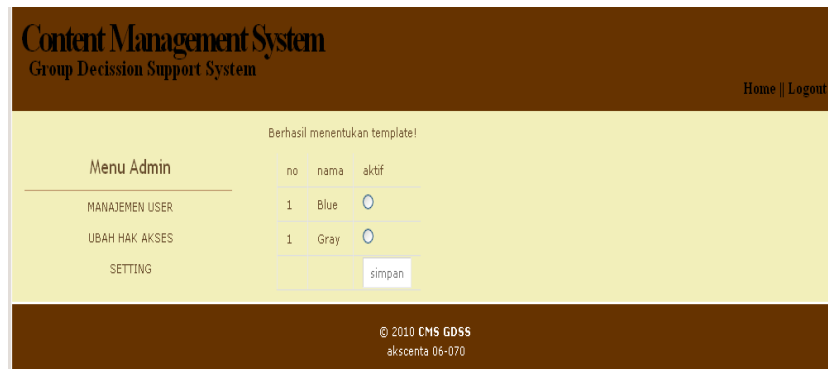 Content Management System
Group Decission Support System
Home || Logout
Berhasil menentukan template!
Menu Admin
MANAJEMEN USER
UBAH HAK AKSES
SETTING
no nama aktif
1 Blue
1 Gray
simpan
© 2010 CMS GDSS
akscenta 06-070